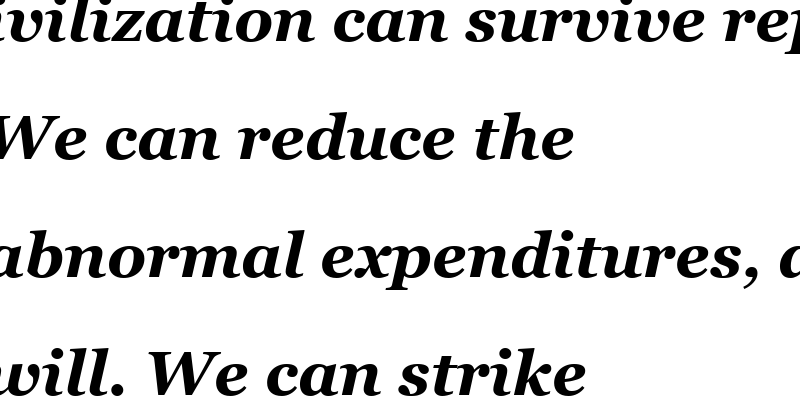 ivilization can survive rep
We can reduce the
abnormal expenditures, a
will. We can strike